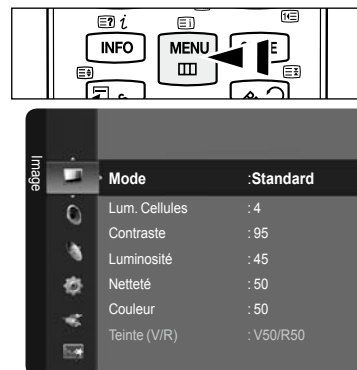 INFO
MENU
E
Image
Mode :Standard
Lum. Cellules : 4
Contraste : 95
Luminosité : 45
Netteté : 50
Couleur : 50
Teinte (V/R) : V50/R50